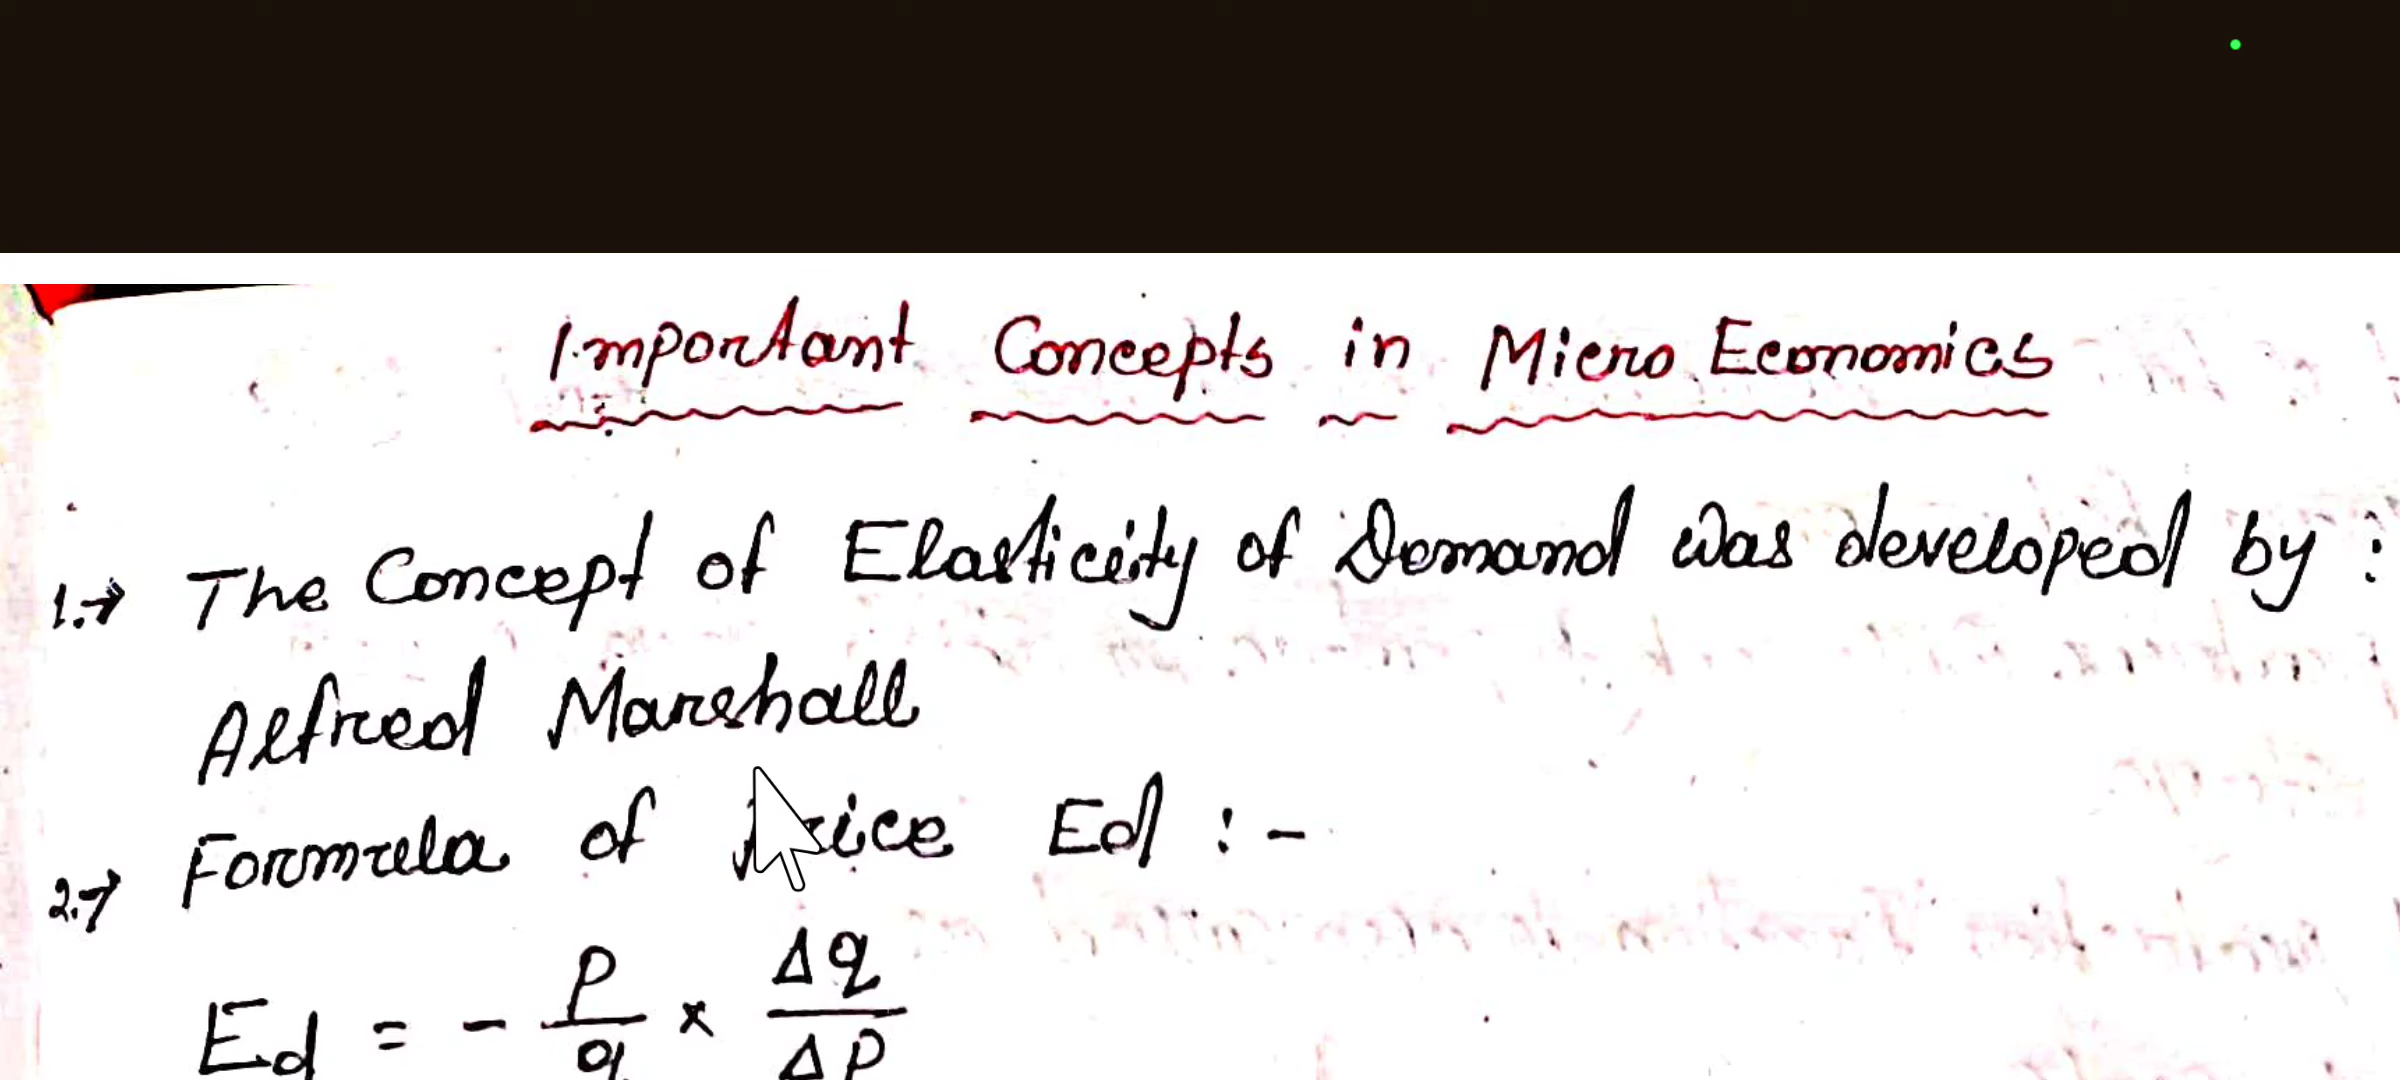 Important Concepts in Micro Economics
1.→ The Concept of Elasticity of Demand was developed by :
Alfred Marshall
2.→ Formula of Price Ed : -
Ed = - P/q × Δq/ΔP